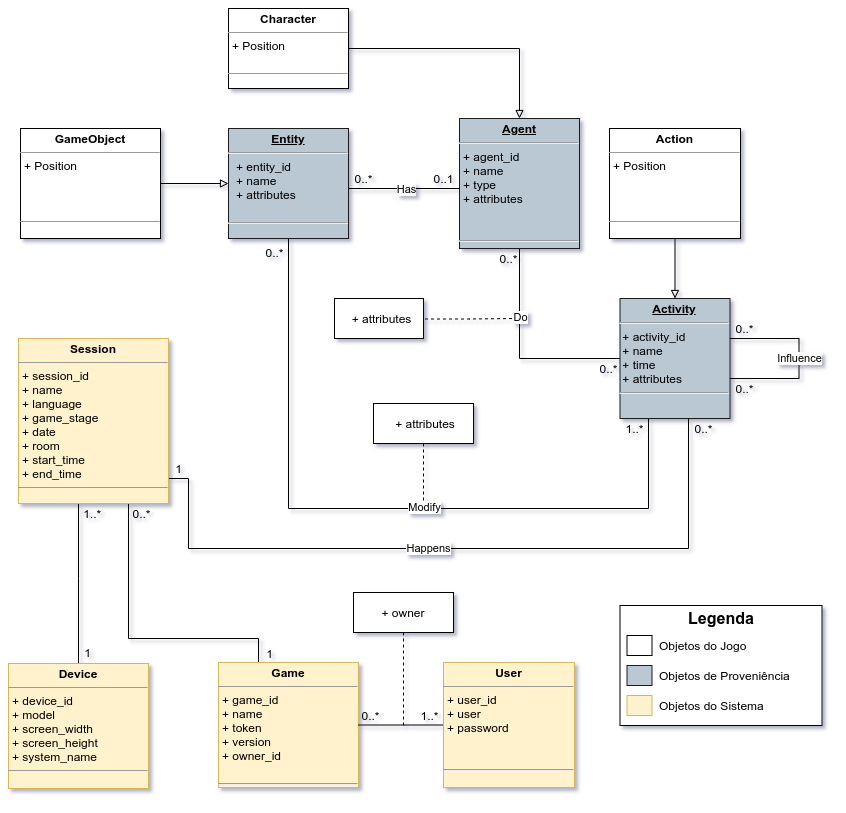 Character
+ Position
GameObject
+ Position
Entity
+ entity_id
+ name
+ attributes
0..*
Has
0..1
Agent
+ agent_id
+ name
+ type
+ attributes
Action
+ Position
0..*
0..*
+ attributes
Do
0..*
Activity
+ activity_id
+ name
+ time
+ attributes
0..*
Influence
0..*
Session
+ session_id
+ name
+ language
+ game_stage
+ date
+ room
+ start_time
+ end_time
+ attributes
1..*
0..*
1
Modify
Happens
1..*
0..*
1
1
+ owner
Device
+ device_id
+ model
+ screen_width
+ screen_height
+ system_name
Game
+ game_id
+ name
+ token
+ version
+ owner_id
0..*
1..*
User
+ user_id
+ user
+ password
Legenda
Objetos do Jogo
Objetos de Proveniência
Objetos do Sistema